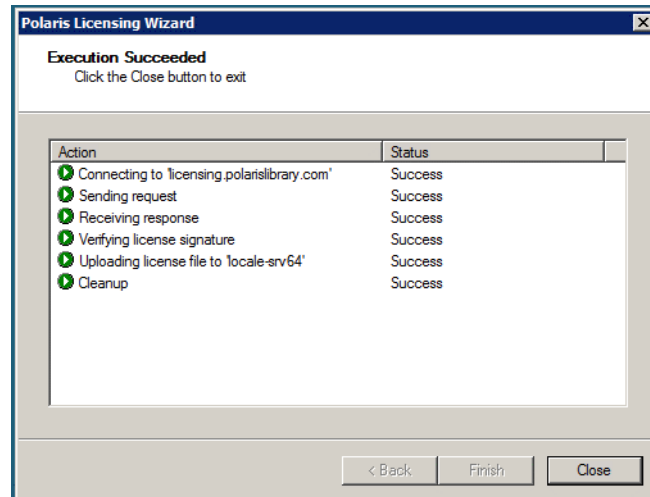 Polaris Licensing Wizard
Execution Succeeded
Click the Close button to exit
Action Status
Connecting to 'licensing.polarislibrary.com' Success
Sending request Success
Receiving response Success
Verifying license signature Success
Uploading license file to 'locale-srv64' Success
Cleanup Success
< Back Finish Close